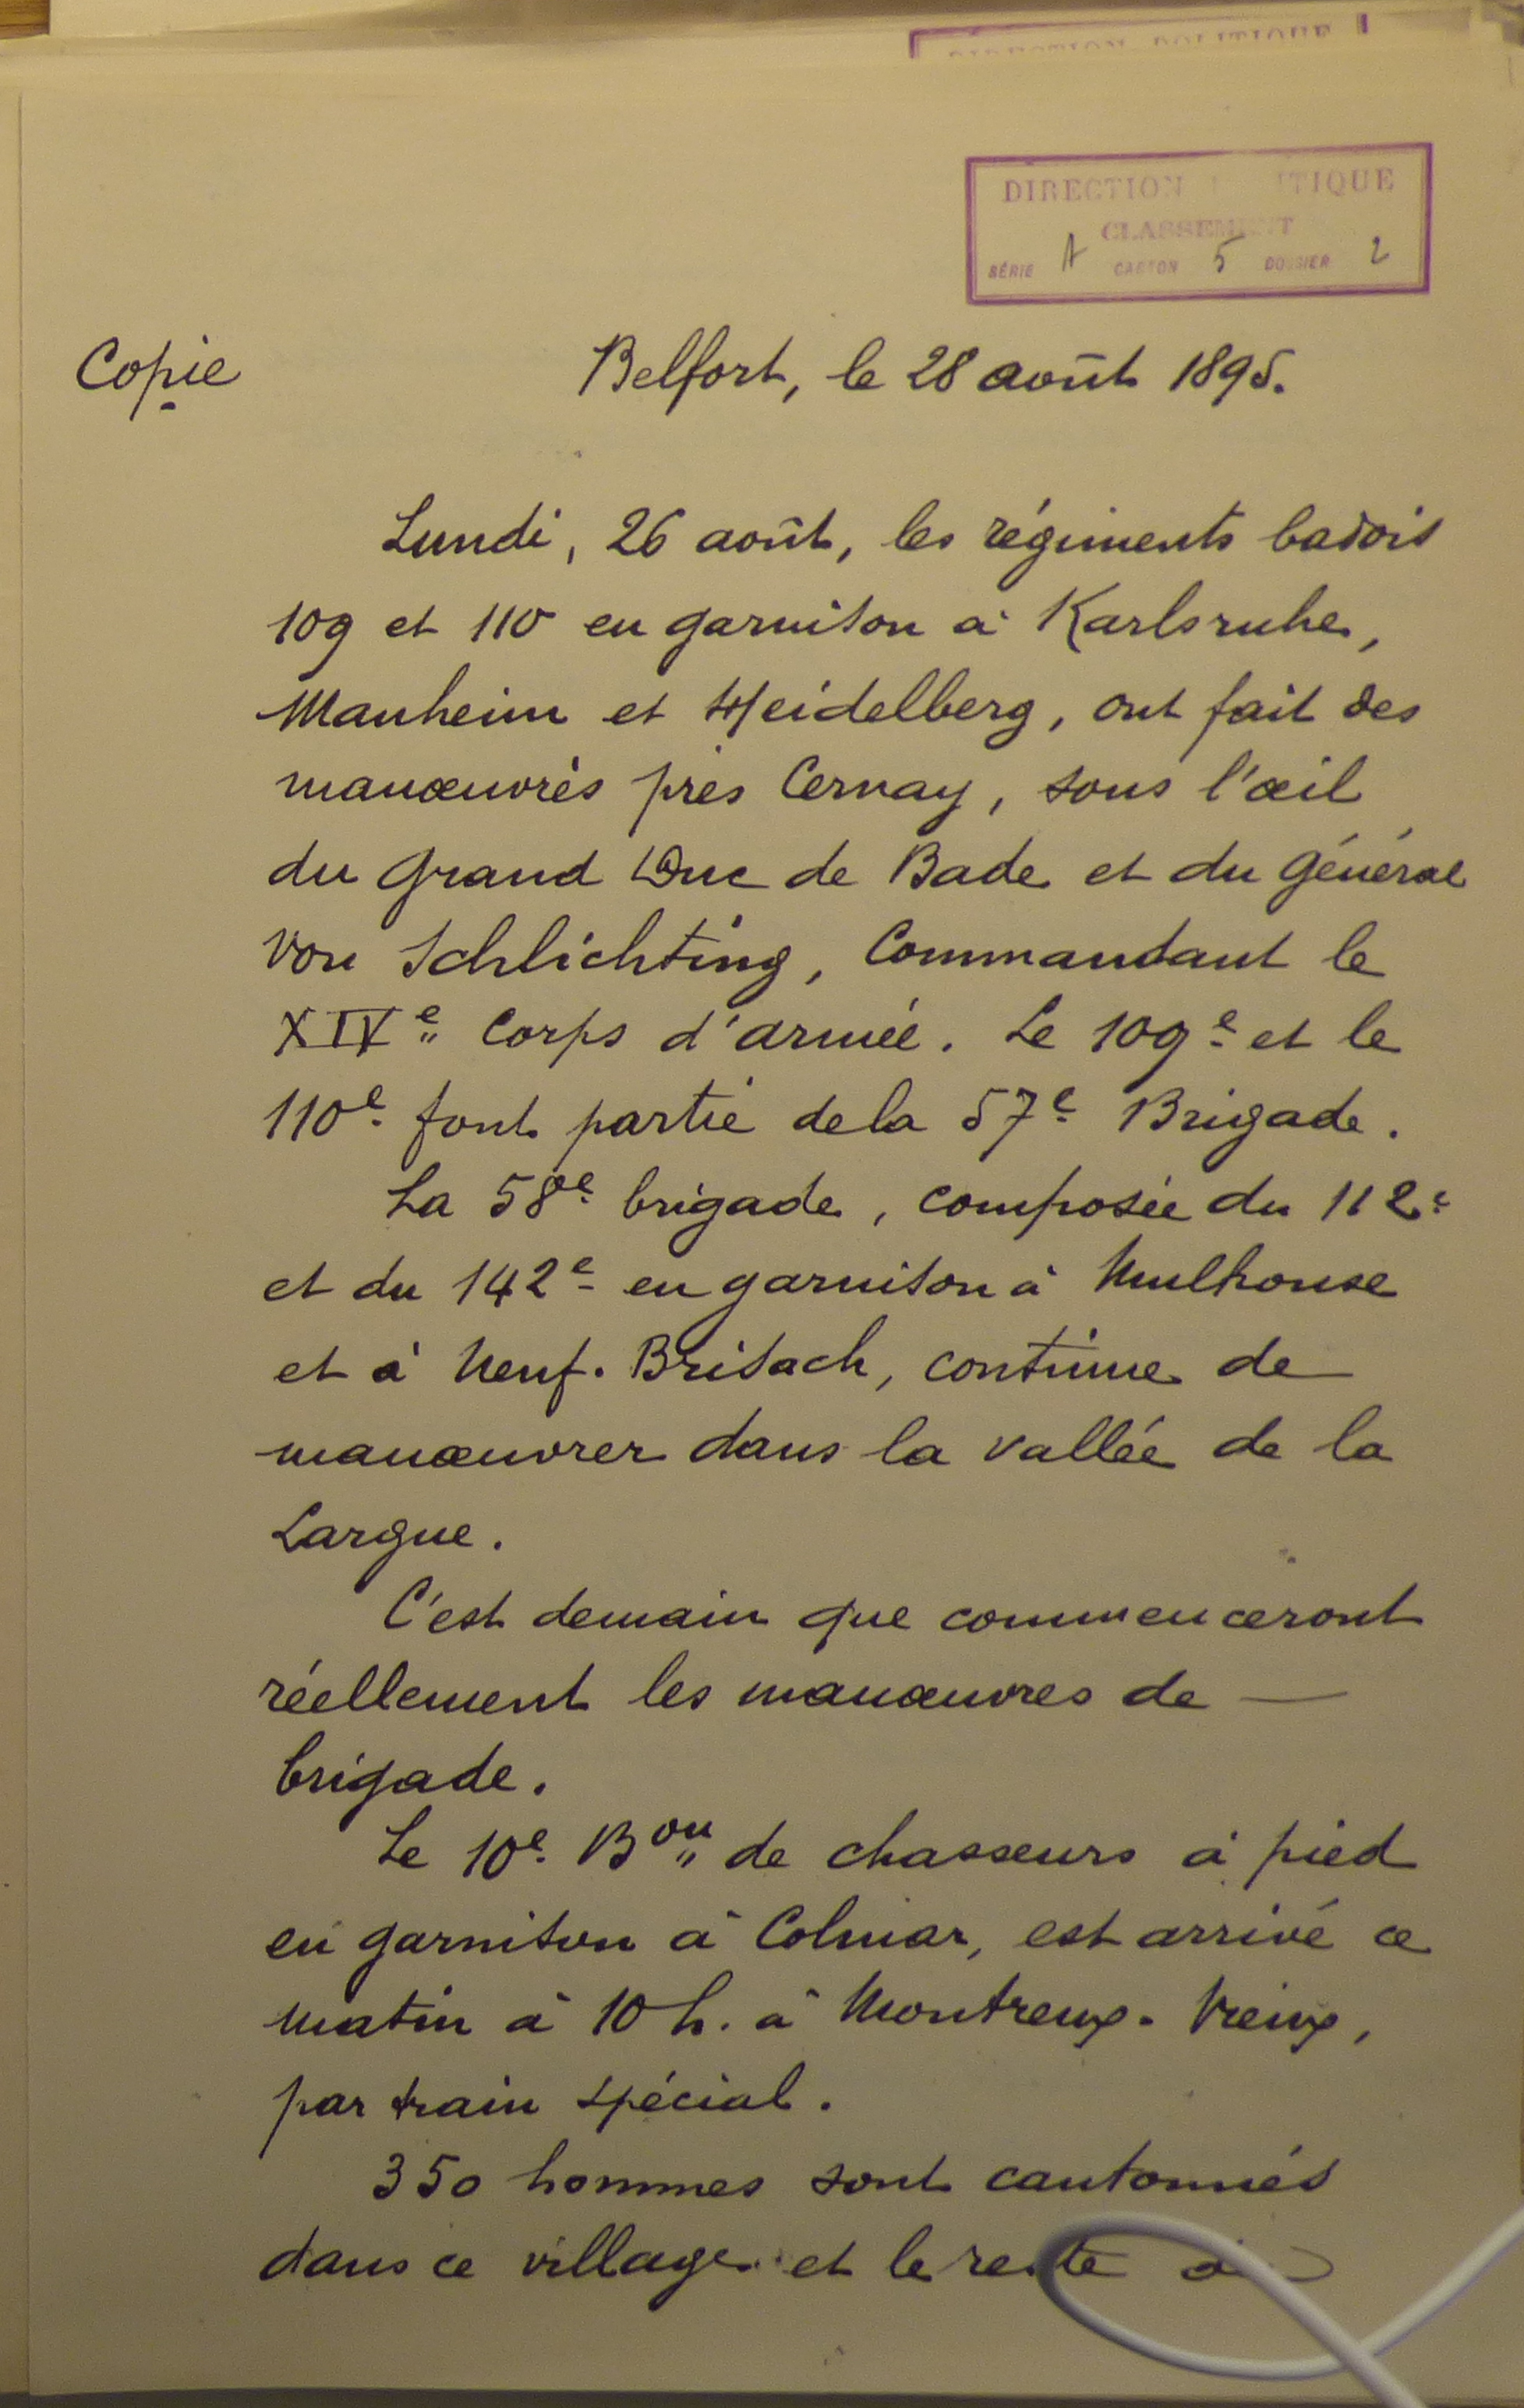 DIRECTION POLITIQUE
DIRECTION ITIQUE
CLASSEMENT
SÉRIE A CARTON 5 DOSSIER 2
Copie
Belfort, le 28 août 1895.
Lundi, 26 août, les régiments badois
109 et 110 en garnison à Karlsruhe,
Manheim et Heidelberg, ont fait des
manœuvres près Cernay, sous l'œil
du Grand Duc de Bade et du Général
von Schlichting, Commandant le
XIVe Corps d'armée. Le 109e et le
110e font partie de la 57e Brigade.
La 58e brigade, composée du 112e
et du 142e en garnison à Mulhouse
et à Neuf-Brisach, continue de
manœuvrer dans la vallée de la
Largue.
C'est demain que commenceront
réellement les manœuvres de —
brigade.
Le 10e Bon de chasseurs à pied
en garnison à Colmar, est arrivé ce
matin à 10 h. à Montreux-Vieux,
par train spécial.
350 hommes sont cantonnés
dans ce village et le reste à